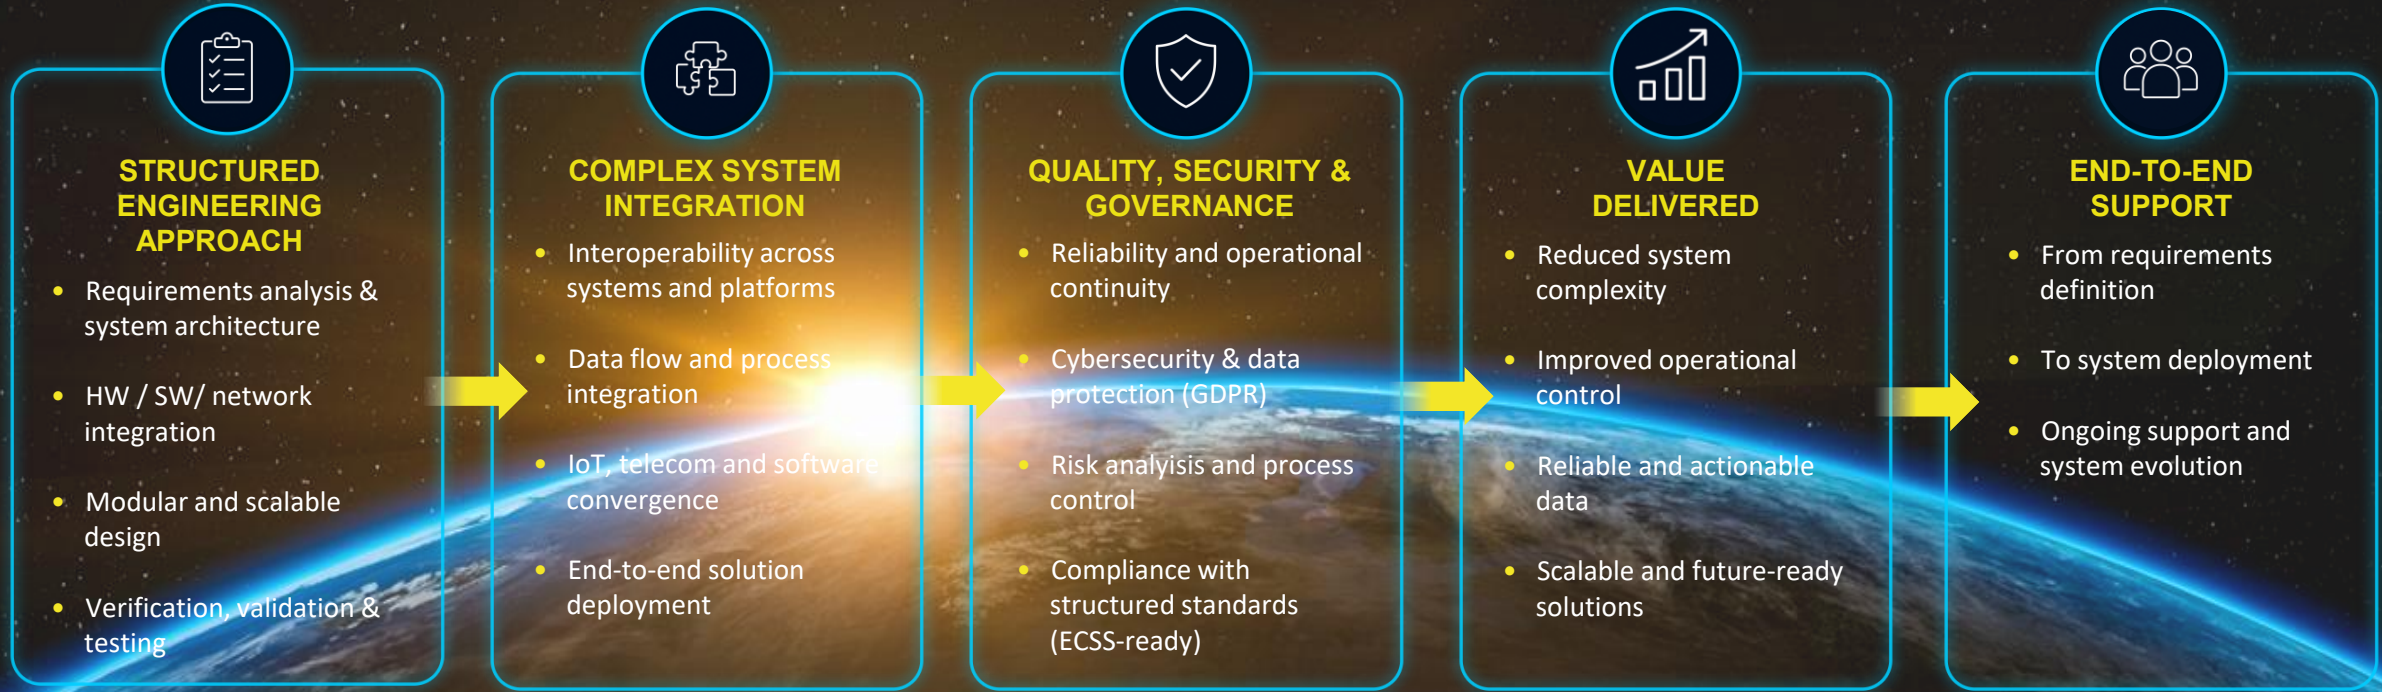 STRUCTURED
ENGINEERING
APPROACH
• Requirements analysis &
system architecture
• HW / SW/ network
integration
• Modular and scalable
design
• Verification, validation &
testing
COMPLEX SYSTEM
INTEGRATION
• Interoperability across
systems and platforms
• Data flow and process
integration
• IoT, telecom and software
convergence
• End-to-end solution
deployment
QUALITY, SECURITY &
GOVERNANCE
• Reliability and operational
continuity
• Cybersecurity & data
protection (GDPR)
• Risk analyisis and process
control
• Compliance with
structured standards
(ECSS-ready)
VALUE
DELIVERED
• Reduced system
complexity
• Improved operational
control
• Reliable and actionable
data
• Scalable and future-ready
solutions
END-TO-END
SUPPORT
• From requirements
definition
• To system deployment
• Ongoing support and
system evolution